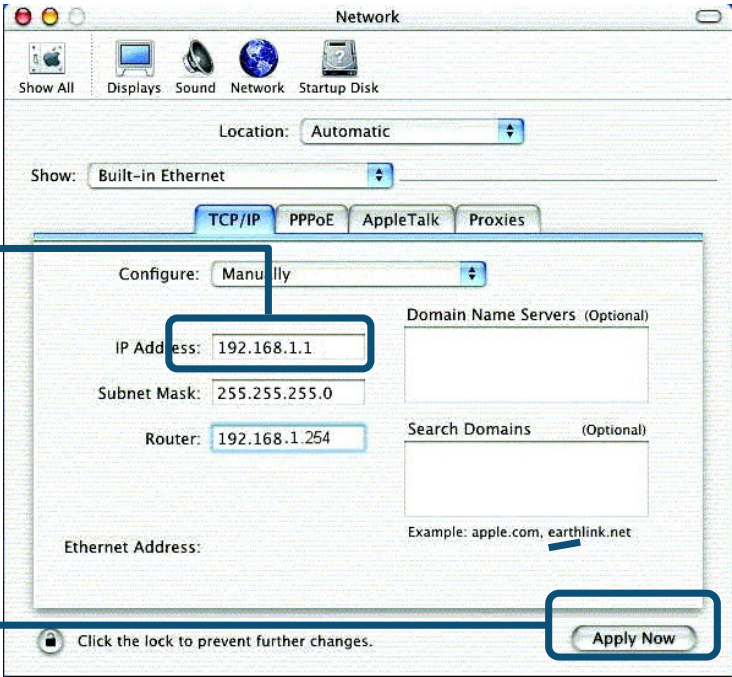 Network
Show All Displays Sound Network Startup Disk
Location: Automatic
Show: Built-in Ethernet
TCP/IP PPPoE AppleTalk Proxies
Configure: Manually
Domain Name Servers (Optional)
IP Address: 192.168.1.1
Subnet Mask: 255.255.255.0
Router: 192.168.1.254
Search Domains (Optional)
Example: apple.com, earthlink.net
Ethernet Address:
Click the lock to prevent further changes.
Apply Now